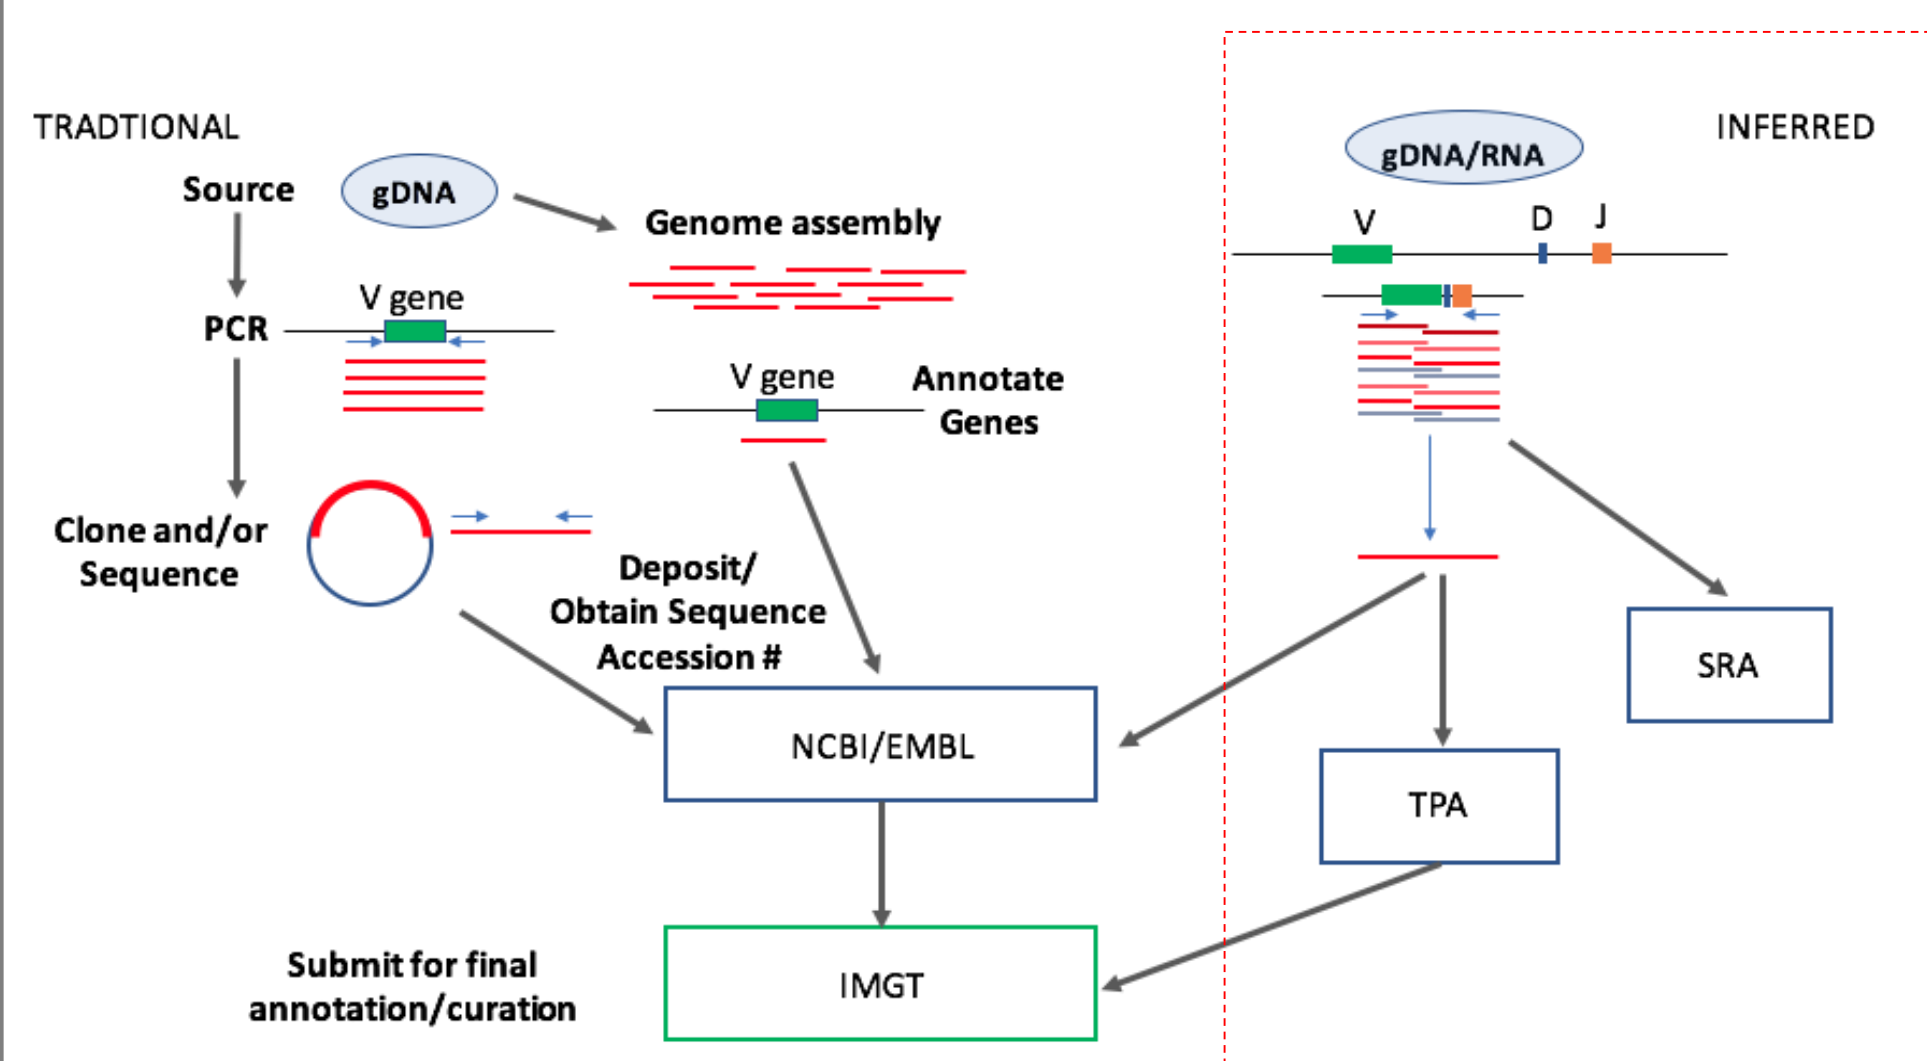 TRADTIONAL
INFERRED
Source
gDNA
gDNA/RNA
Genome assembly
V
D
J
V gene
PCR
V gene
Annotate
Genes
Clone and/or
Sequence
Deposit/
Obtain Sequence
Accession #
SRA
NCBI/EMBL
TPA
Submit for final
annotation/curation
IMGT